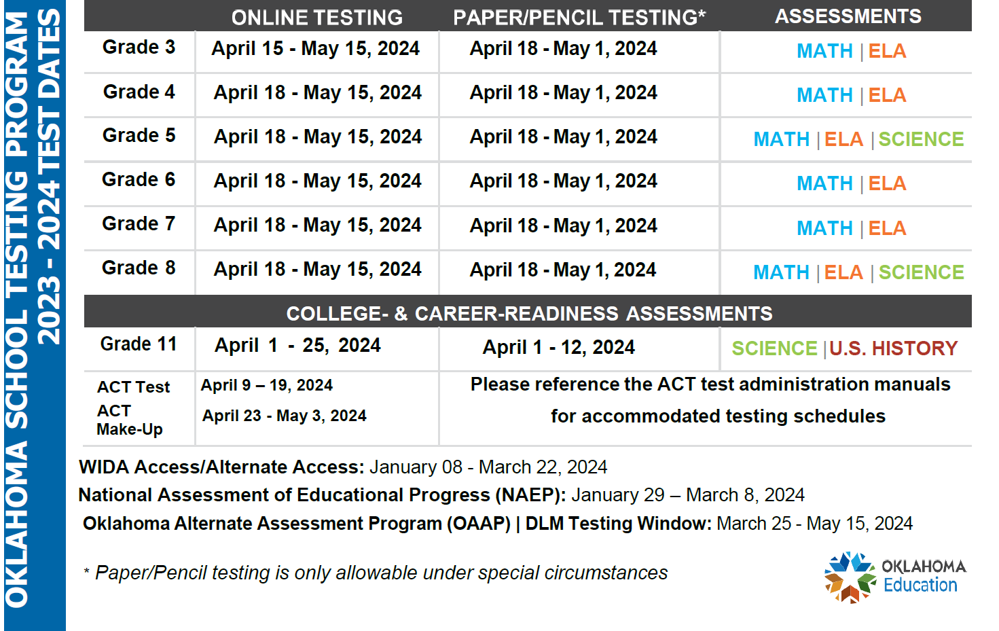 OKLAHOMA SCHOOL TESTING PROGRAM
2023 - 2024 TEST DATES
ONLINE TESTING PAPER/PENCIL TESTING* ASSESSMENTS
Grade 3 April 15 - May 15, 2024 April 18 - May 1, 2024 MATH | ELA
Grade 4 April 18 - May 15, 2024 April 18 - May 1, 2024 MATH | ELA
Grade 5 April 18 - May 15, 2024 April 18 - May 1, 2024 MATH | ELA | SCIENCE
Grade 6 April 18 - May 15, 2024 April 18 - May 1, 2024 MATH | ELA
Grade 7 April 18 - May 15, 2024 April 18 - May 1, 2024 MATH | ELA
Grade 8 April 18 - May 15, 2024 April 18 - May 1, 2024 MATH | ELA | SCIENCE
COLLEGE- & CAREER-READINESS ASSESSMENTS
Grade 11 April 1 - 25, 2024 April 1 - 12, 2024 SCIENCE | U.S. HISTORY
ACT Test April 9 – 19, 2024 Please reference the ACT test administration manuals
ACT April 23 - May 3, 2024 for accommodated testing schedules
Make-Up
WIDA Access/Alternate Access: January 08 - March 22, 2024
National Assessment of Educational Progress (NAEP): January 29 – March 8, 2024
Oklahoma Alternate Assessment Program (OAAP) | DLM Testing Window: March 25 - May 15, 2024
* Paper/Pencil testing is only allowable under special circumstances
OKLAHOMA
Education